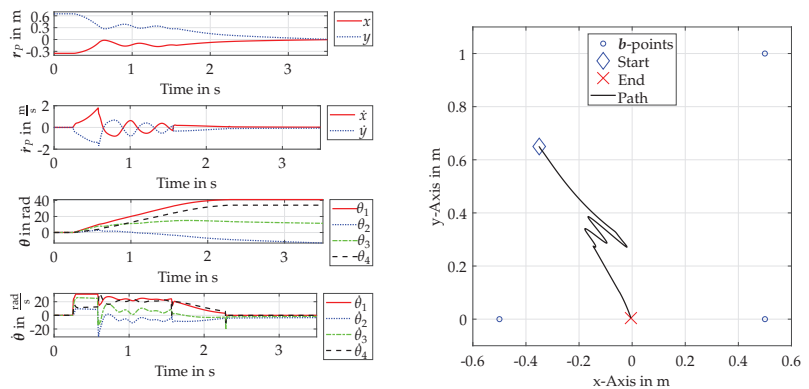 r_p in m
0.6
0.3
0
-0.3
0
1
2
3
Time in s
x
y
ṙ_p in m/s
2
0
-2
0
1
2
3
Time in s
ẋ
ẏ
θ in rad
40
20
0
0
1
2
3
Time in s
θ_1
θ_2
θ_3
θ_4
θ̇ in rad/s
20
0
-20
0
1
2
3
Time in s
θ̇_1
θ̇_2
θ̇_3
θ̇_4
y-Axis in m
1
0.8
0.6
0.4
0.2
0
-0.6
-0.4
-0.2
0
0.2
0.4
0.6
x-Axis in m
b-points
Start
End
Path